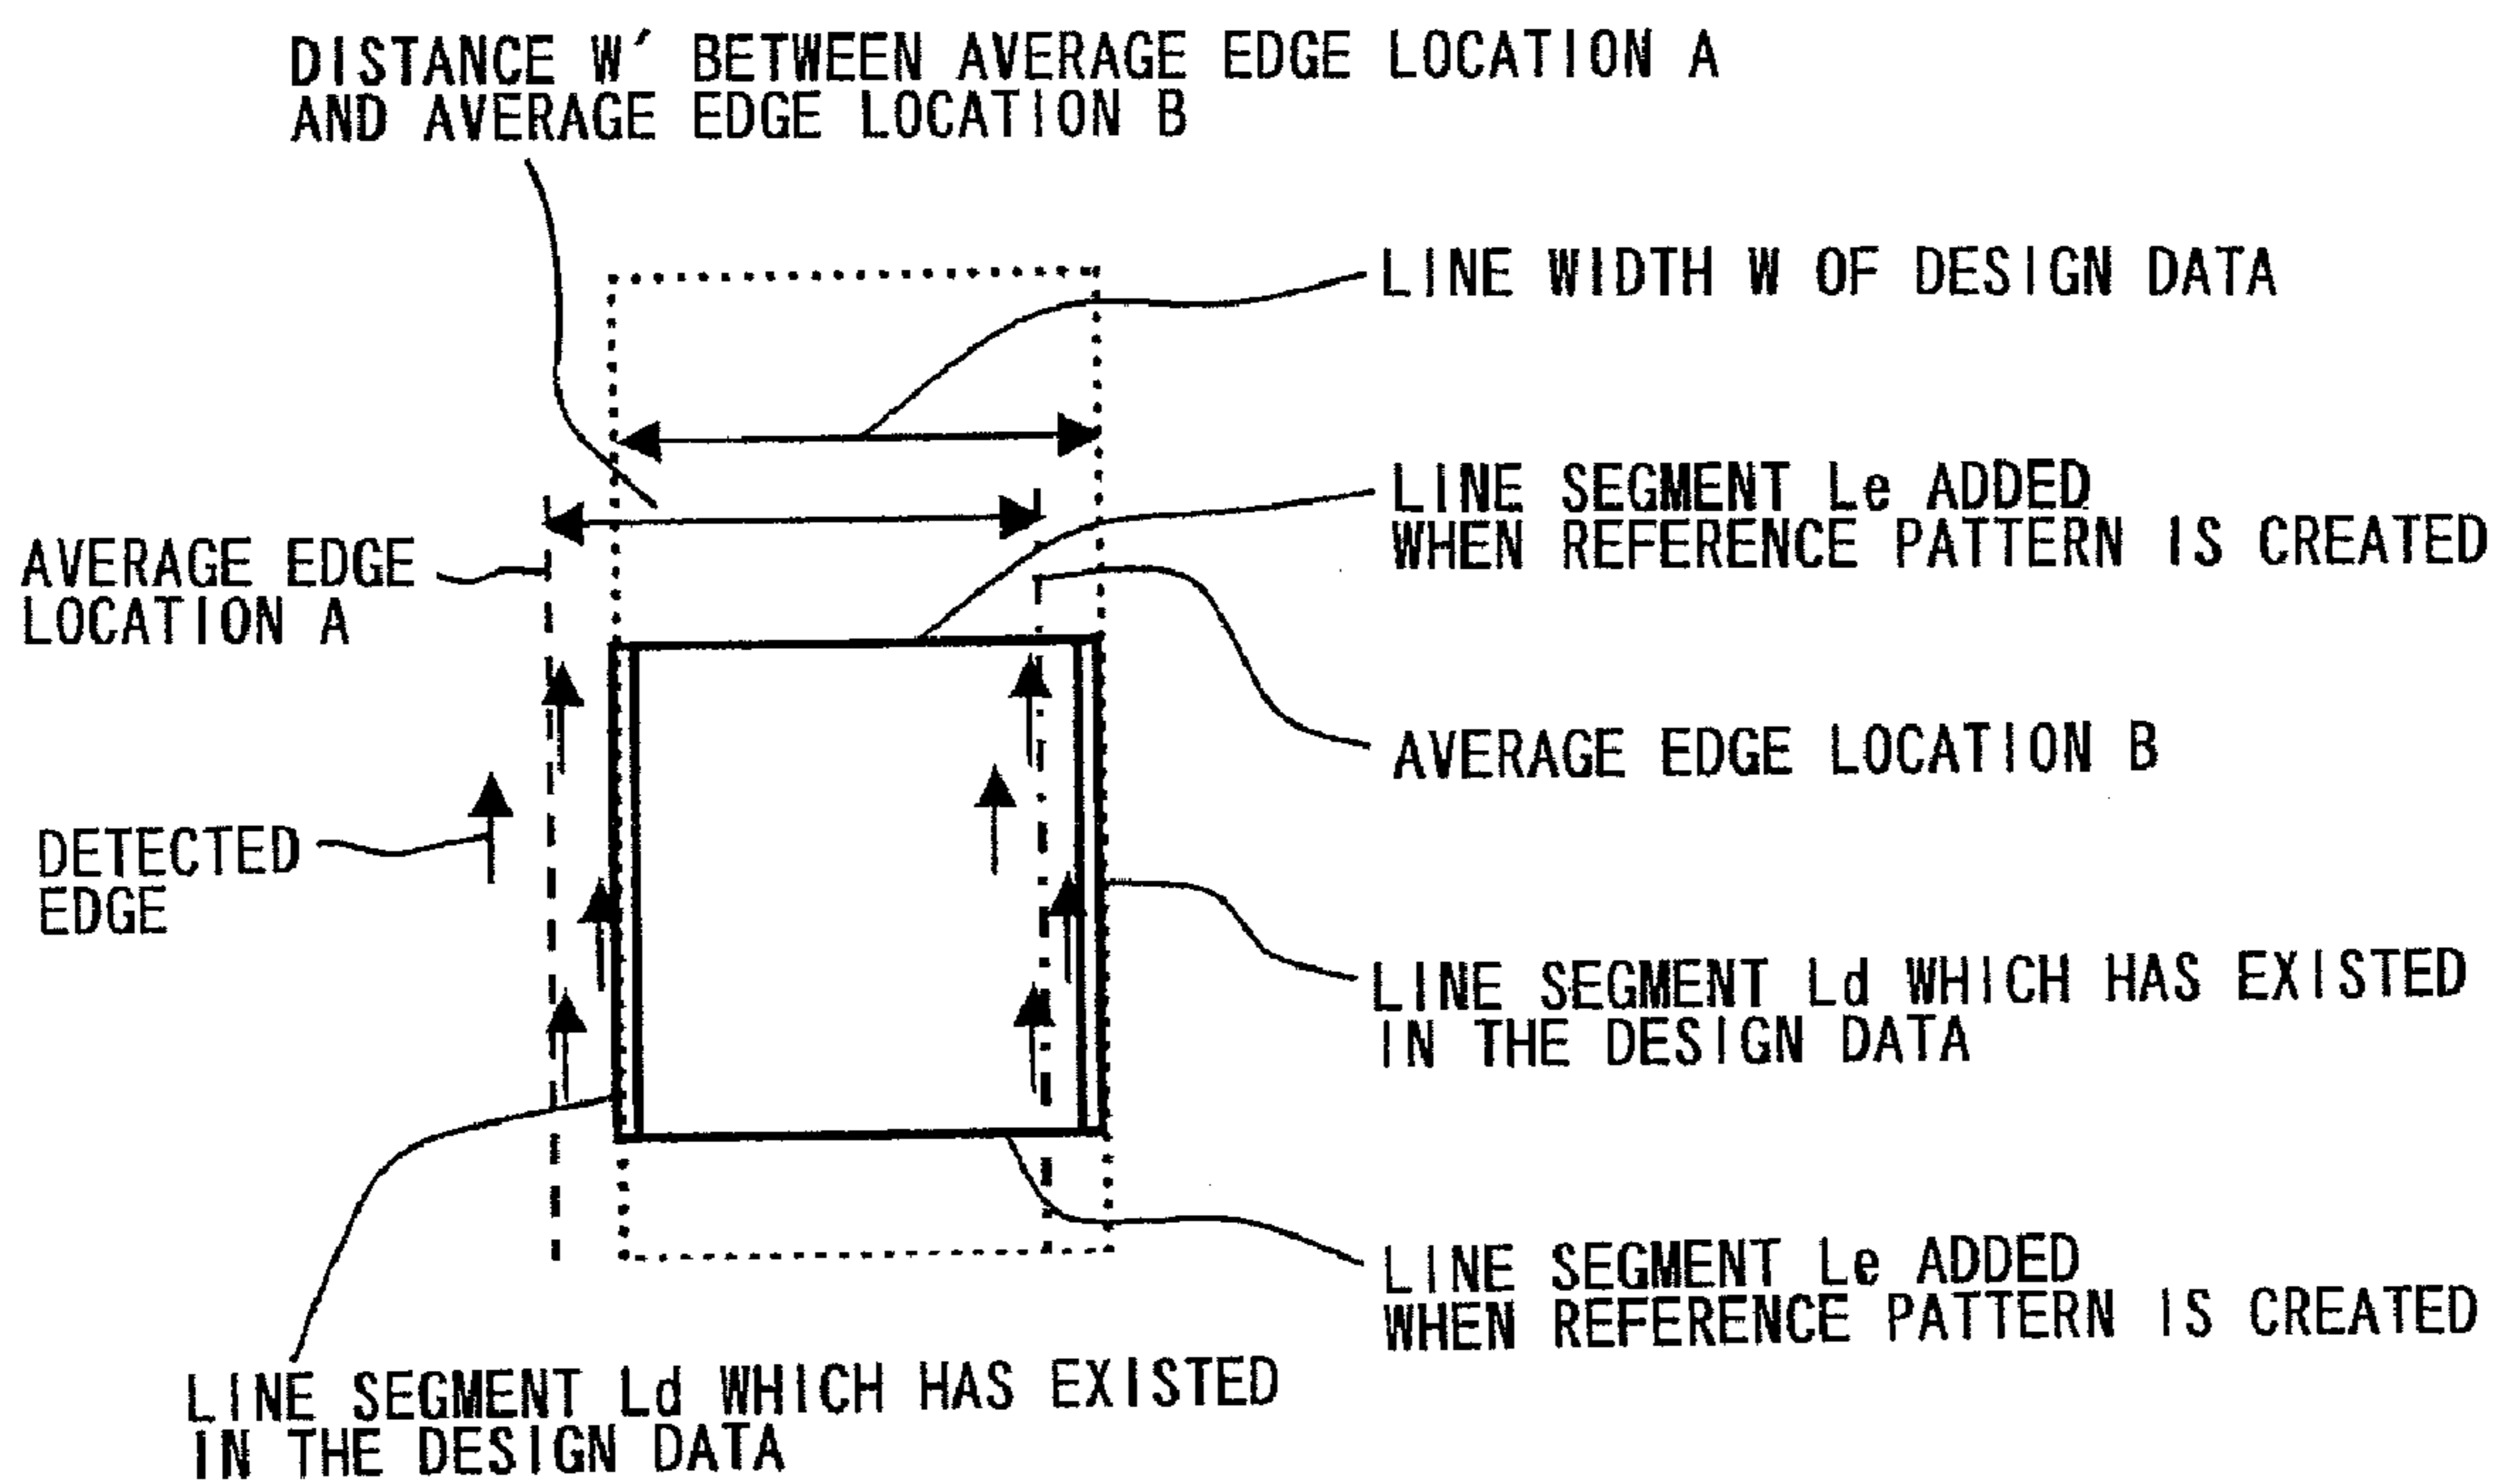 DISTANCE W′ BETWEEN AVERAGE EDGE LOCATION A
AND AVERAGE EDGE LOCATION B
LINE WIDTH W OF DESIGN DATA
LINE SEGMENT Le ADDED
WHEN REFERENCE PATTERN IS CREATED
AVERAGE EDGE
LOCATION A
AVERAGE EDGE LOCATION B
DETECTED
EDGE
LINE SEGMENT Ld WHICH HAS EXISTED
IN THE DESIGN DATA
LINE SEGMENT Le ADDED
WHEN REFERENCE PATTERN IS CREATED
LINE SEGMENT Ld WHICH HAS EXISTED
IN THE DESIGN DATA